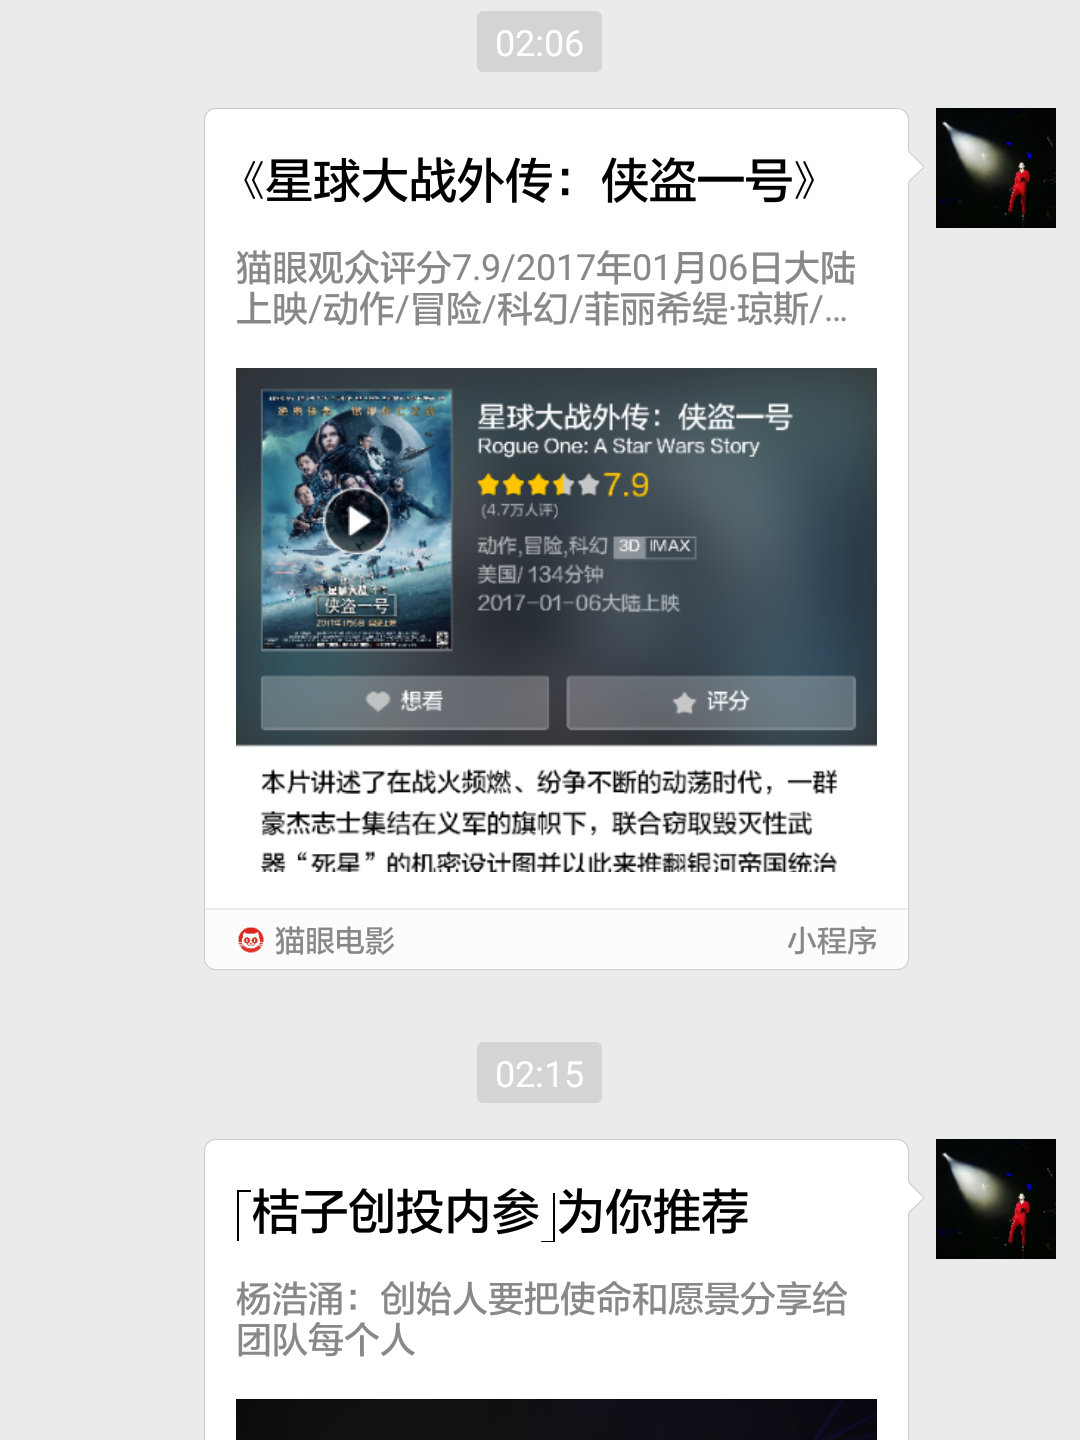 02:06
《星球大战外传：侠盗一号》
猫眼观众评分7.9/2017年01月06日大陆
上映/动作/冒险/科幻/菲丽希缇·琼斯/...
星球大战外传：侠盗一号
Rogue One: A Star Wars Story
7.9
(4.7万人评)
动作,冒险,科幻 3D IMAX
美国/ 134分钟
2017-01-06大陆上映
侠盗一号
想看
评分
本片讲述了在战火频燃、纷争不断的动荡时代，一群
豪杰志士集结在义军的旗帜下，联合窃取毁灭性武
器“死星”的机密设计图并以此来推翻银河帝国统治
猫眼电影
小程序
02:15
「桔子创投内参」为你推荐
杨浩涌：创始人要把使命和愿景分享给
团队每个人